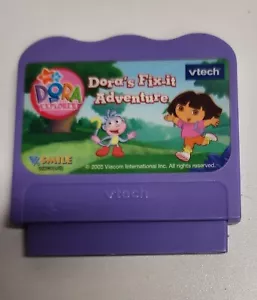 Dora's Fix-it
Adventure
vtech
DORA
the
EXPLORER
V.SMILE
© 2005 Viacom International Inc. All rights reserved.
vtech